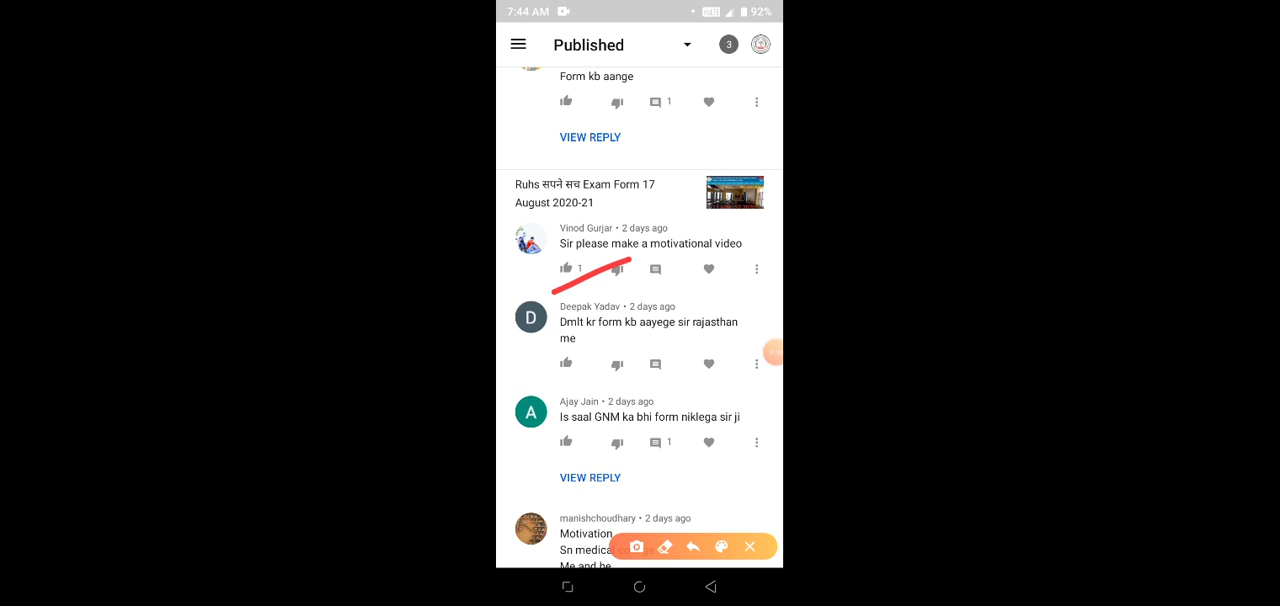 7:44 AM
92%
Published
3
Form kb aange
1
VIEW REPLY
Ruhs सपने सच Exam Form 17
August 2020-21
Vinod Gurjar • 2 days ago
Sir please make a motivational video
1
Deepak Yadav • 2 days ago
Dmlt kr form kb aayege sir rajasthan
me
Ajay Jain • 2 days ago
Is saal GNM ka bhi form niklega sir ji
1
VIEW REPLY
manishchoudhary • 2 days ago
Motivation
Sn medical college
Me and be
D
A